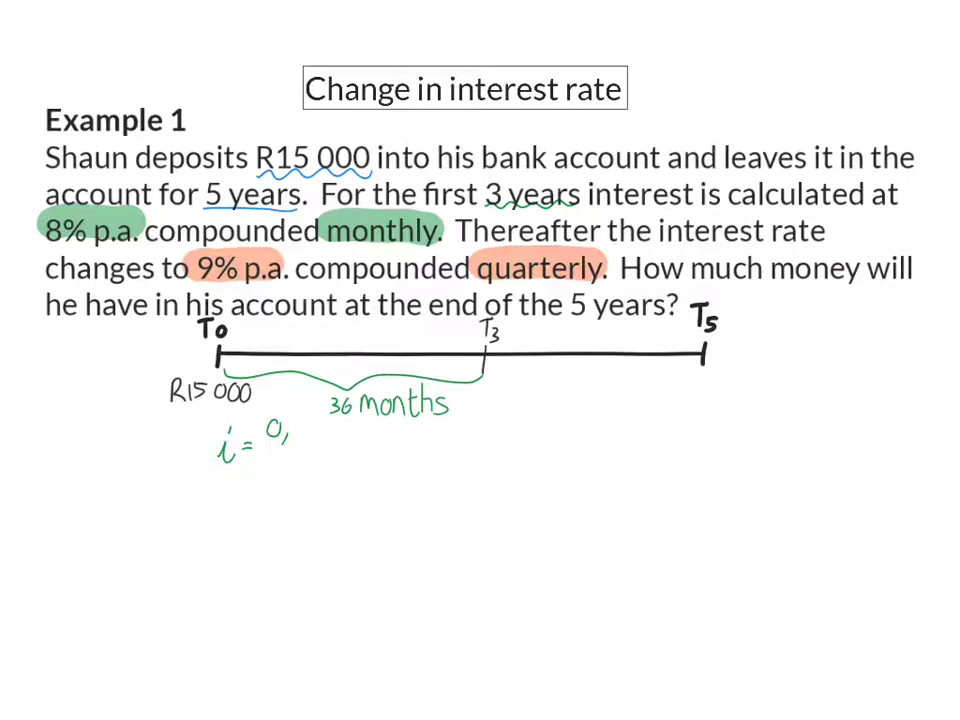 Change in interest rate
Example 1
Shaun deposits R15 000 into his bank account and leaves it in the
account for 5 years. For the first 3 years interest is calculated at
8% p.a. compounded monthly. Thereafter the interest rate
changes to 9% p.a. compounded quarterly. How much money will
he have in his account at the end of the 5 years?
T0 T3 T5
R15 000 36 months
i = 0,